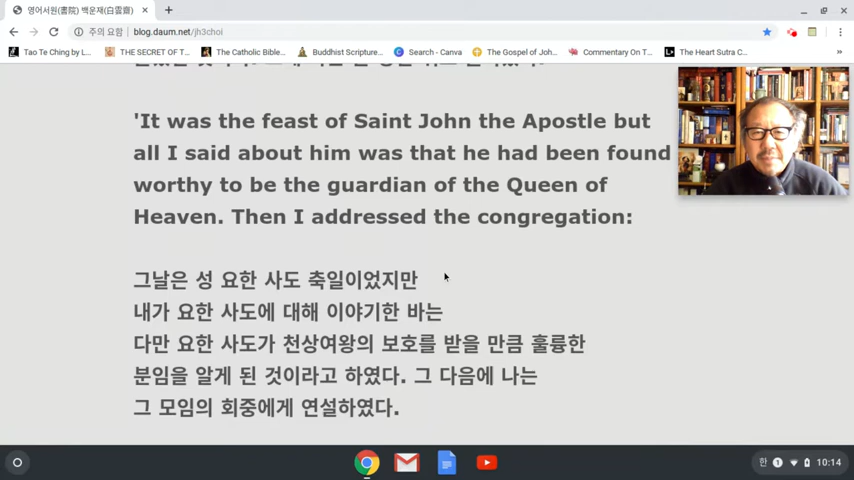 영어서원(書院) 백운재(白雲齋)
주의 요함
blog.daum.net/jh3choi
Tao Te Ching by L...
THE SECRET OF T...
The Catholic Bible...
Buddhist Scripture...
Search - Canva
The Gospel of Joh...
Commentary On T...
The Heart Sutra C...
'It was the feast of Saint John the Apostle but
all I said about him was that he had been found
worthy to be the guardian of the Queen of
Heaven. Then I addressed the congregation:
그날은 성 요한 사도 축일이었지만
내가 요한 사도에 대해 이야기한 바는
다만 요한 사도가 천상여왕의 보호를 받을 만큼 훌륭한
분임을 알게 된 것이라고 하였다. 그 다음에 나는
그 모임의 회중에게 연설하였다.
한 1 10:14